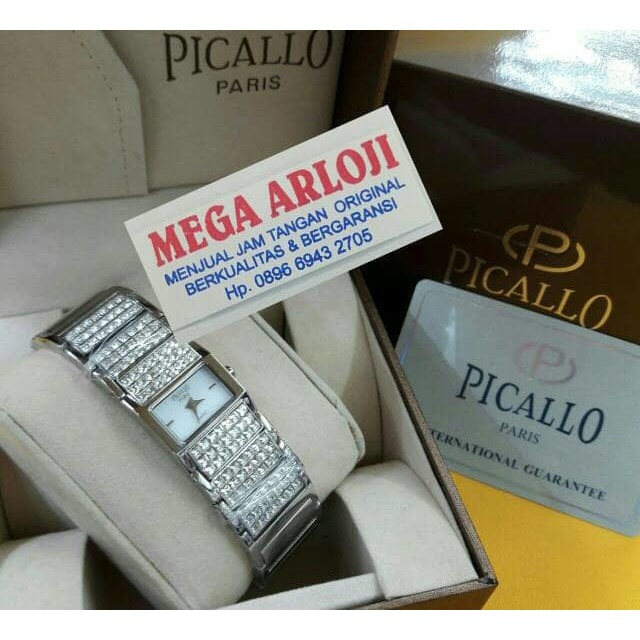 PICALLO
PARIS
MEGA ARLOJI
MENJUAL JAM TANGAN ORIGINAL
BERKUALITAS & BERGARANSI
Hp. 0896 6943 2705
PICALLO
PICALLO
PARIS
INTERNATIONAL GUARANTEE